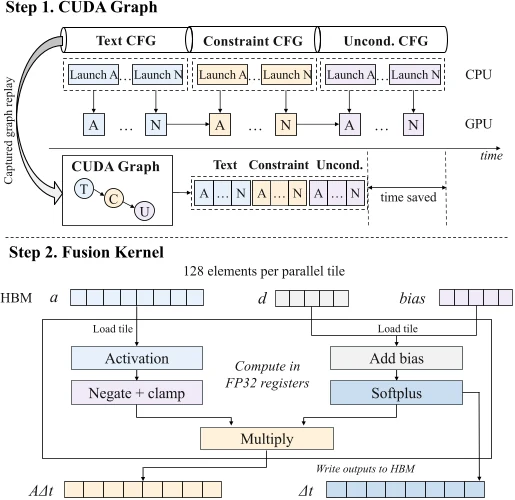 Step 1. CUDA Graph
Text CFG Constraint CFG Uncond. CFG
Launch A ... Launch N Launch A ... Launch N Launch A ... Launch N CPU
A ... N A ... N A ... N GPU
time
Captured graph replay
CUDA Graph Text Constraint Uncond.
T C U
A ... N A ... N A ... N
time saved
Step 2. Fusion Kernel
128 elements per parallel tile
HBM a d bias
Load tile Load tile
Activation Add bias
Compute in
FP32 registers
Negate + clamp Softplus
Multiply
Write outputs to HBM
AΔt Δt